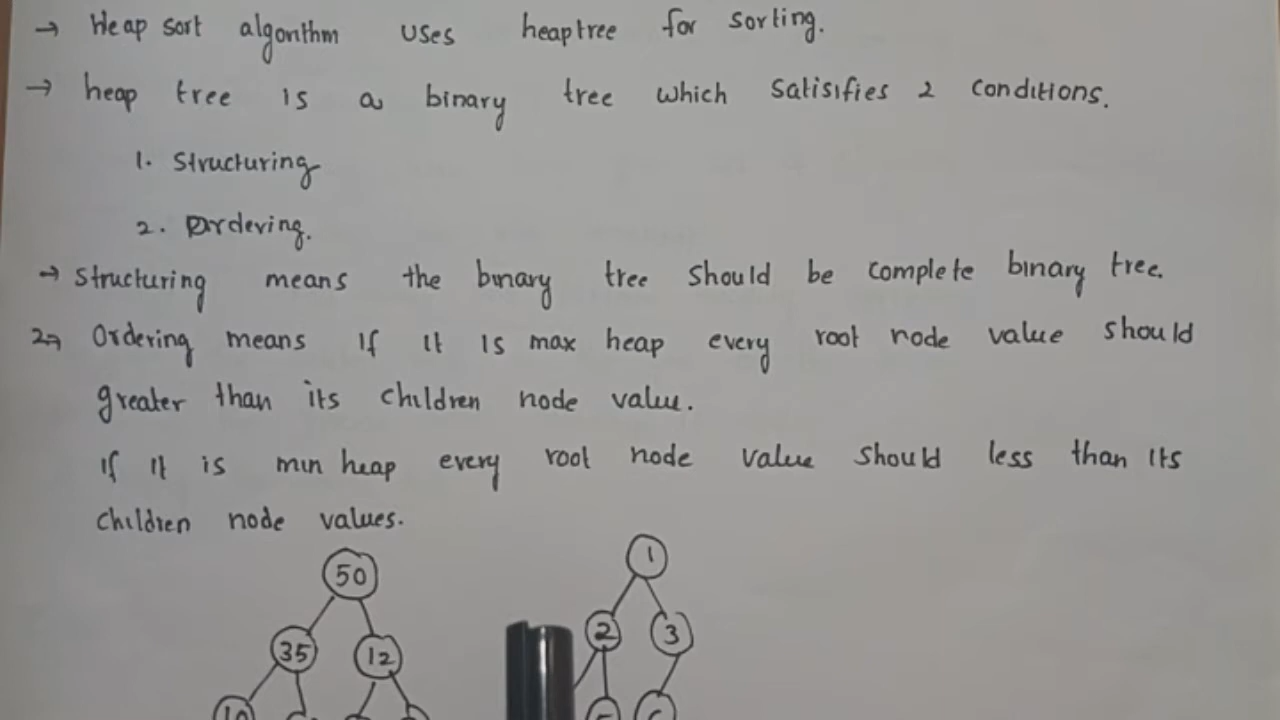 → Heap sort algorithm uses heaptree for sorting.
→ heap tree is a binary tree which satisifies 2 conditions.
1. Structuring
2. Ordering.
→ Structuring means the binary tree should be complete binary tree.
2→ Ordering means if it is max heap every root node value should
greater than its children node value.
if it is min heap every root node value should less than its
children node values.
50 1
35 12 2 3
10